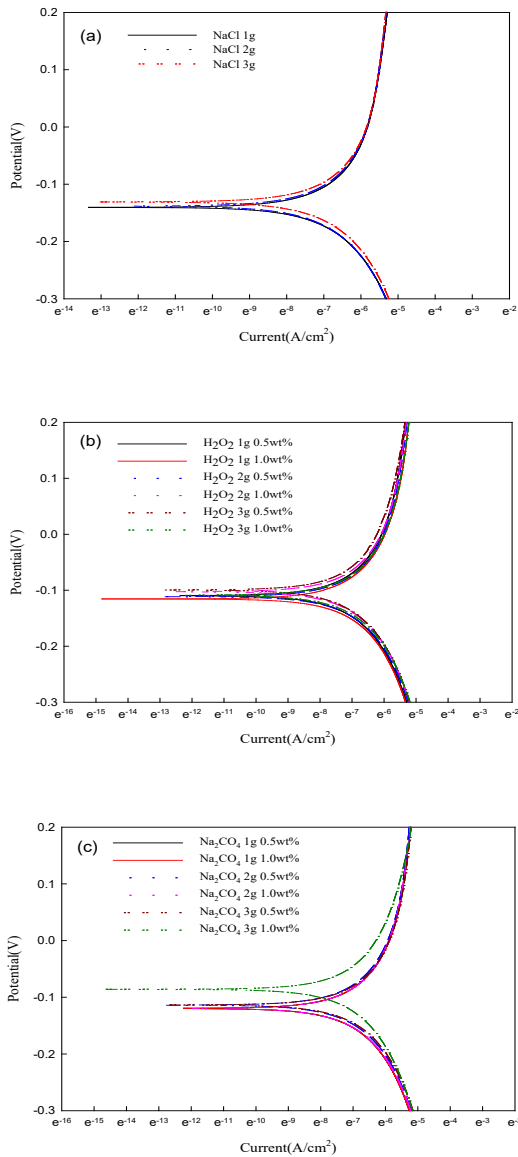 (a)
NaCl 1g
NaCl 2g
NaCl 3g
Potential(V)
0.2
0.1
0.0
-0.1
-0.2
-0.3
e-14 e-13 e-12 e-11 e-10 e-9 e-8 e-7 e-6 e-5 e-4 e-3 e-2
Current(A/cm²)
(b)
H2O2 1g 0.5wt%
H2O2 1g 1.0wt%
H2O2 2g 0.5wt%
H2O2 2g 1.0wt%
H2O2 3g 0.5wt%
H2O2 3g 1.0wt%
Potential(V)
0.2
0.1
0.0
-0.1
-0.2
-0.3
e-16 e-15 e-14 e-13 e-12 e-11 e-10 e-9 e-8 e-7 e-6 e-5 e-4 e-3 e-2
Current(A/cm²)
(c)
Na₂CO₄ 1g 0.5wt%
Na₂CO₄ 1g 1.0wt%
Na₂CO₄ 2g 0.5wt%
Na₂CO₄ 2g 1.0wt%
Na₂CO₄ 3g 0.5wt%
Na₂CO₄ 3g 1.0wt%
Potential(V)
0.2
0.1
0.0
-0.1
-0.2
-0.3
e-16 e-15 e-14 e-13 e-12 e-11 e-10 e-9 e-8 e-7 e-6 e-5 e-4 e-3 e-2
Current(A/cm²)